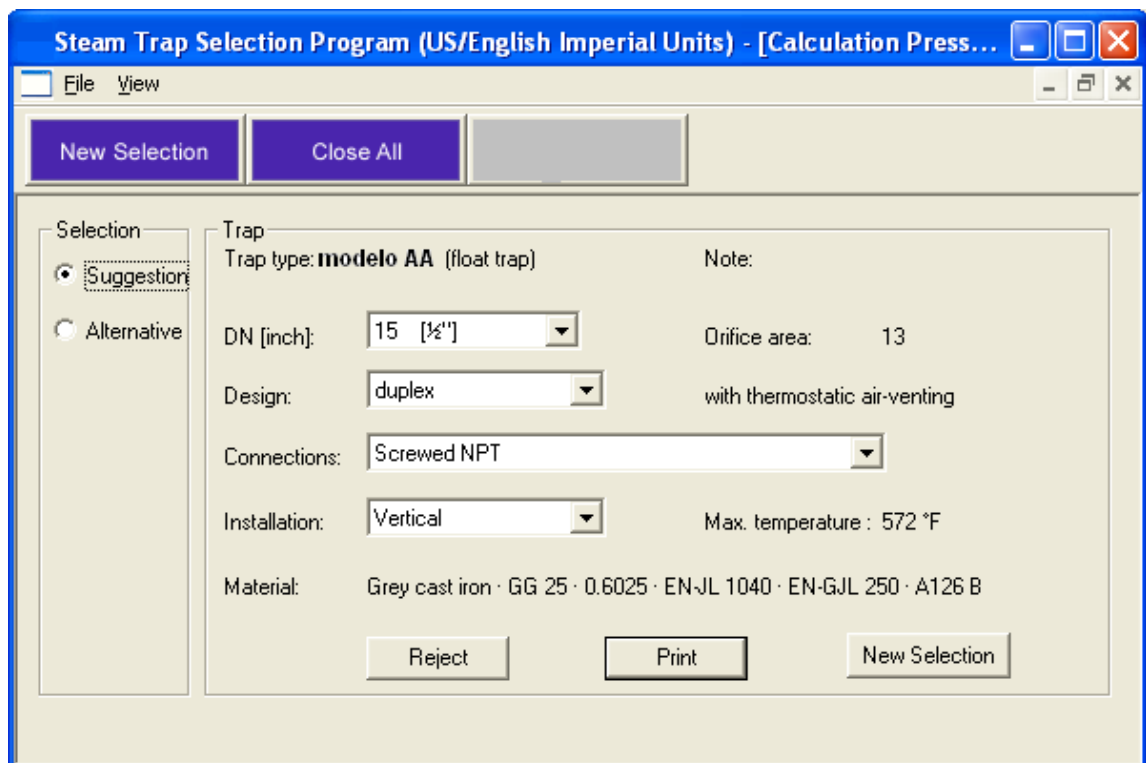 Steam Trap Selection Program (US/English Imperial Units) - [Calculation Press...
File View
New Selection Close All
Selection
Suggestion
Alternative
Trap
Trap type: modelo AA (float trap) Note:
DN [inch]: 15 [½"] Orifice area: 13
Design: duplex with thermostatic air-venting
Connections: Screwed NPT
Installation: Vertical Max. temperature : 572 °F
Material: Grey cast iron · GG 25 · 0.6025 · EN-JL 1040 · EN-GJL 250 · A126 B
Reject Print New Selection